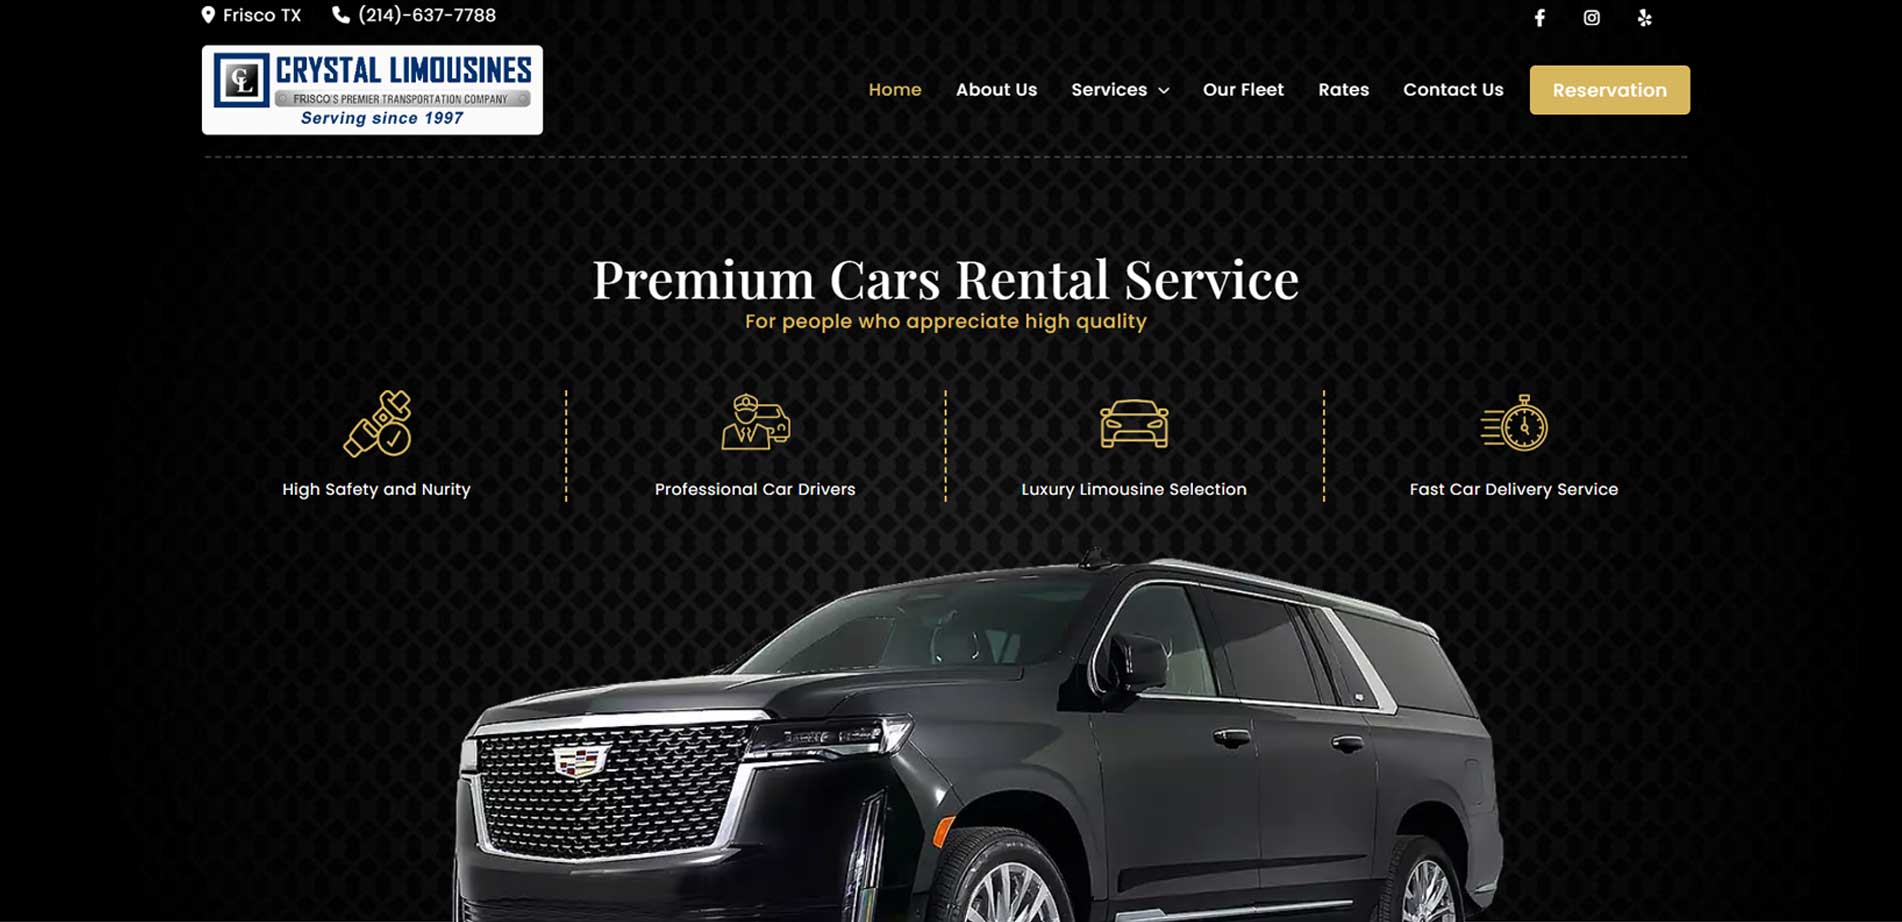 Frisco TX
(214)-637-7788
CL
CRYSTAL LIMOUSINES
FRISCO'S PREMIER TRANSPORTATION COMPANY
Serving since 1997
Home
About Us
Services
Our Fleet
Rates
Contact Us
Reservation
Premium Cars Rental Service
For people who appreciate high quality
High Safety and Nurity
Professional Car Drivers
Luxury Limousine Selection
Fast Car Delivery Service